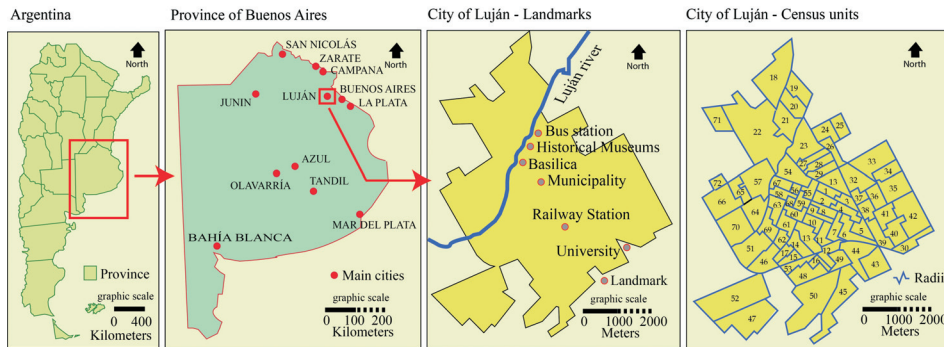 Argentina
North
Province
graphic scale
0 400
Kilometers
Province of Buenos Aires
North
SAN NICOLÁS
ZARATE
CAMPANA
BUENOS AIRES
LUJÁN
LA PLATA
JUNIN
AZUL
OLAVARRÍA
TANDIL
MAR DEL PLATA
BAHÍA BLANCA
Main cities
graphic scale
0 100 200
Kilometers
City of Luján - Landmarks
North
Luján river
Bus station
Historical Museums
Basilica
Municipality
Railway Station
University
Landmark
graphic scale
0 1000 2000
Meters
City of Luján - Census units
North
18
19
20
21
71
22
24 25
23
26
27 28
29
33
34
54
13
32
35
72
65
57
67
56
55
1
66
58
2
3
37
36
64
63
68
59
9
8
4
38
41
42
60
70
69
61
10
5
40
62
7
6
39
30
51
14
13
11
12
44
46
17
15
16
49
43
53
48
52
50
45
47
Radii
graphic scale
0 1000 2000
Meters